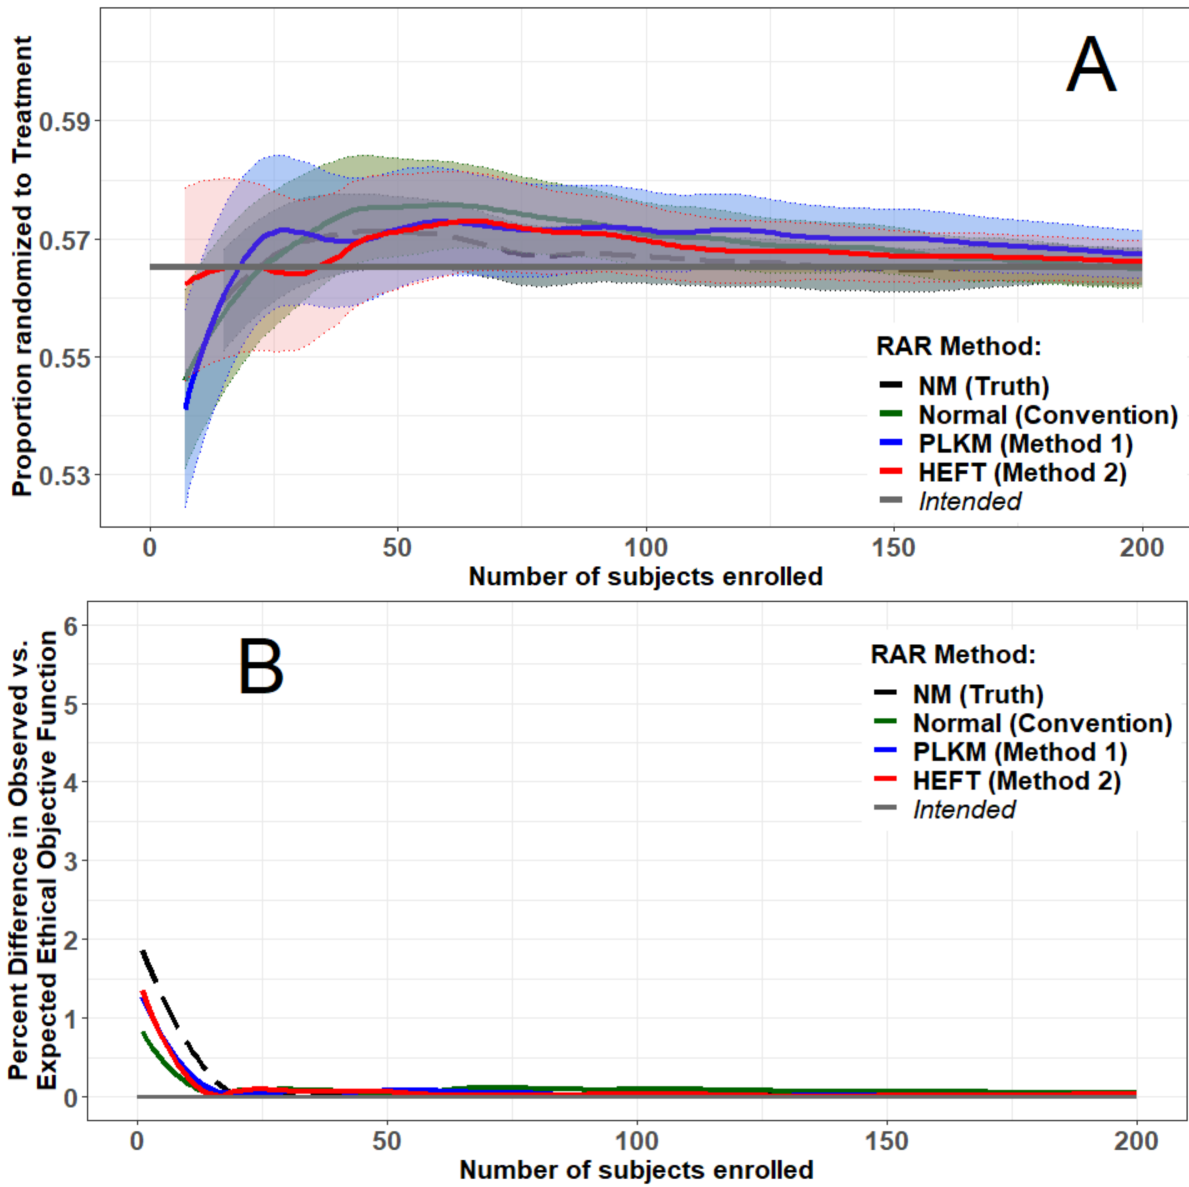 A
Proportion randomized to Treatment
0.59
0.57
0.55
0.53
RAR Method:
NM (Truth)
Normal (Convention)
PLKM (Method 1)
HEFT (Method 2)
Intended
0 50 100 150 200
Number of subjects enrolled
B
Percent Difference in Observed vs.
Expected Ethical Objective Function
6
5
4
3
2
1
0
RAR Method:
NM (Truth)
Normal (Convention)
PLKM (Method 1)
HEFT (Method 2)
Intended
0 50 100 150 200
Number of subjects enrolled